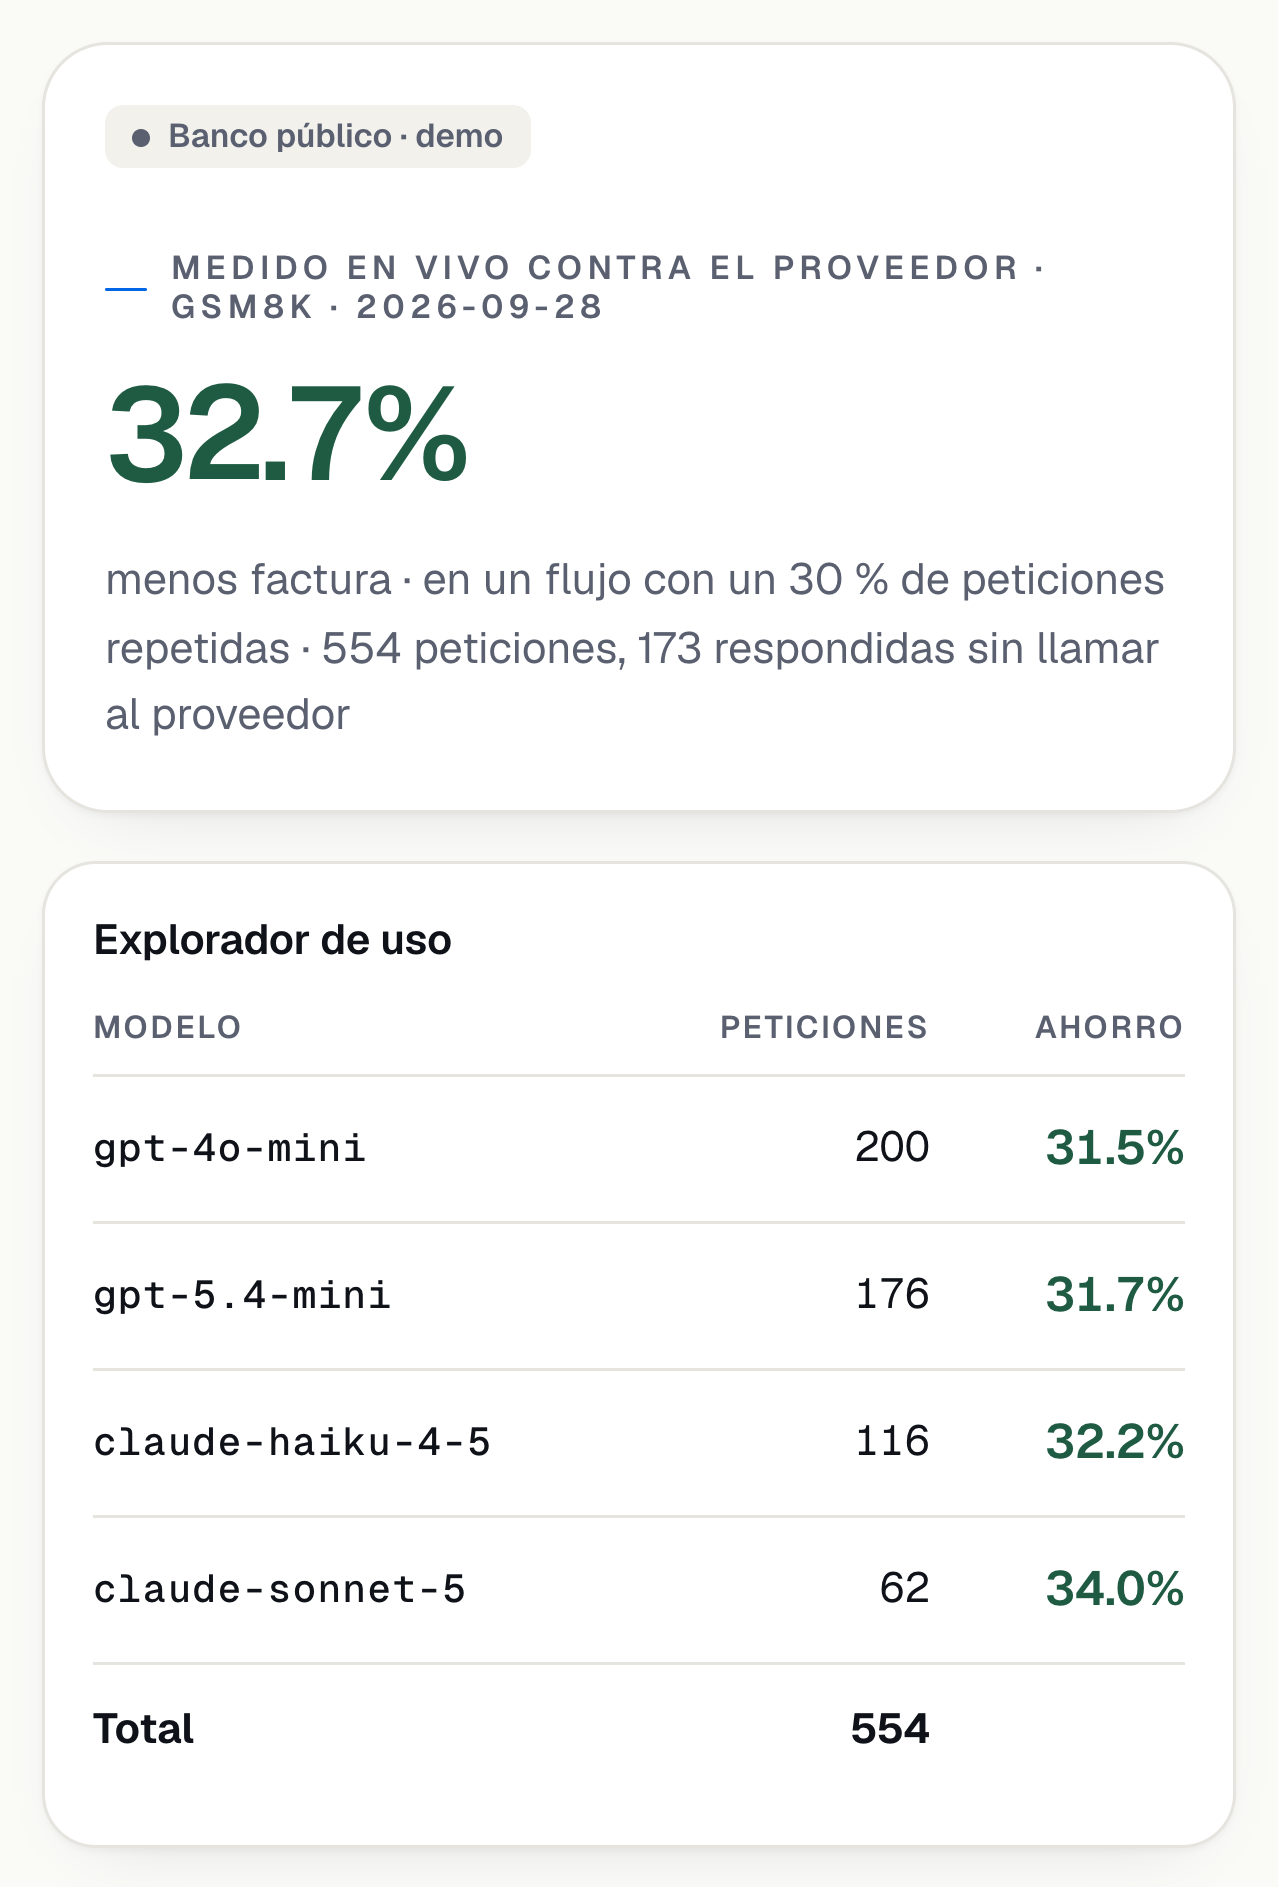 Banco público · demo
MEDIDO EN VIVO CONTRA EL PROVEEDOR ·
GSM8K · 2026-09-28
32.7%
menos factura · en un flujo con un 30 % de peticiones
repetidas · 554 peticiones, 173 respondidas sin llamar
al proveedor
Explorador de uso
MODELO PETICIONES AHORRO
gpt-4o-mini 200 31.5%
gpt-5.4-mini 176 31.7%
claude-haiku-4-5 116 32.2%
claude-sonnet-5 62 34.0%
Total 554